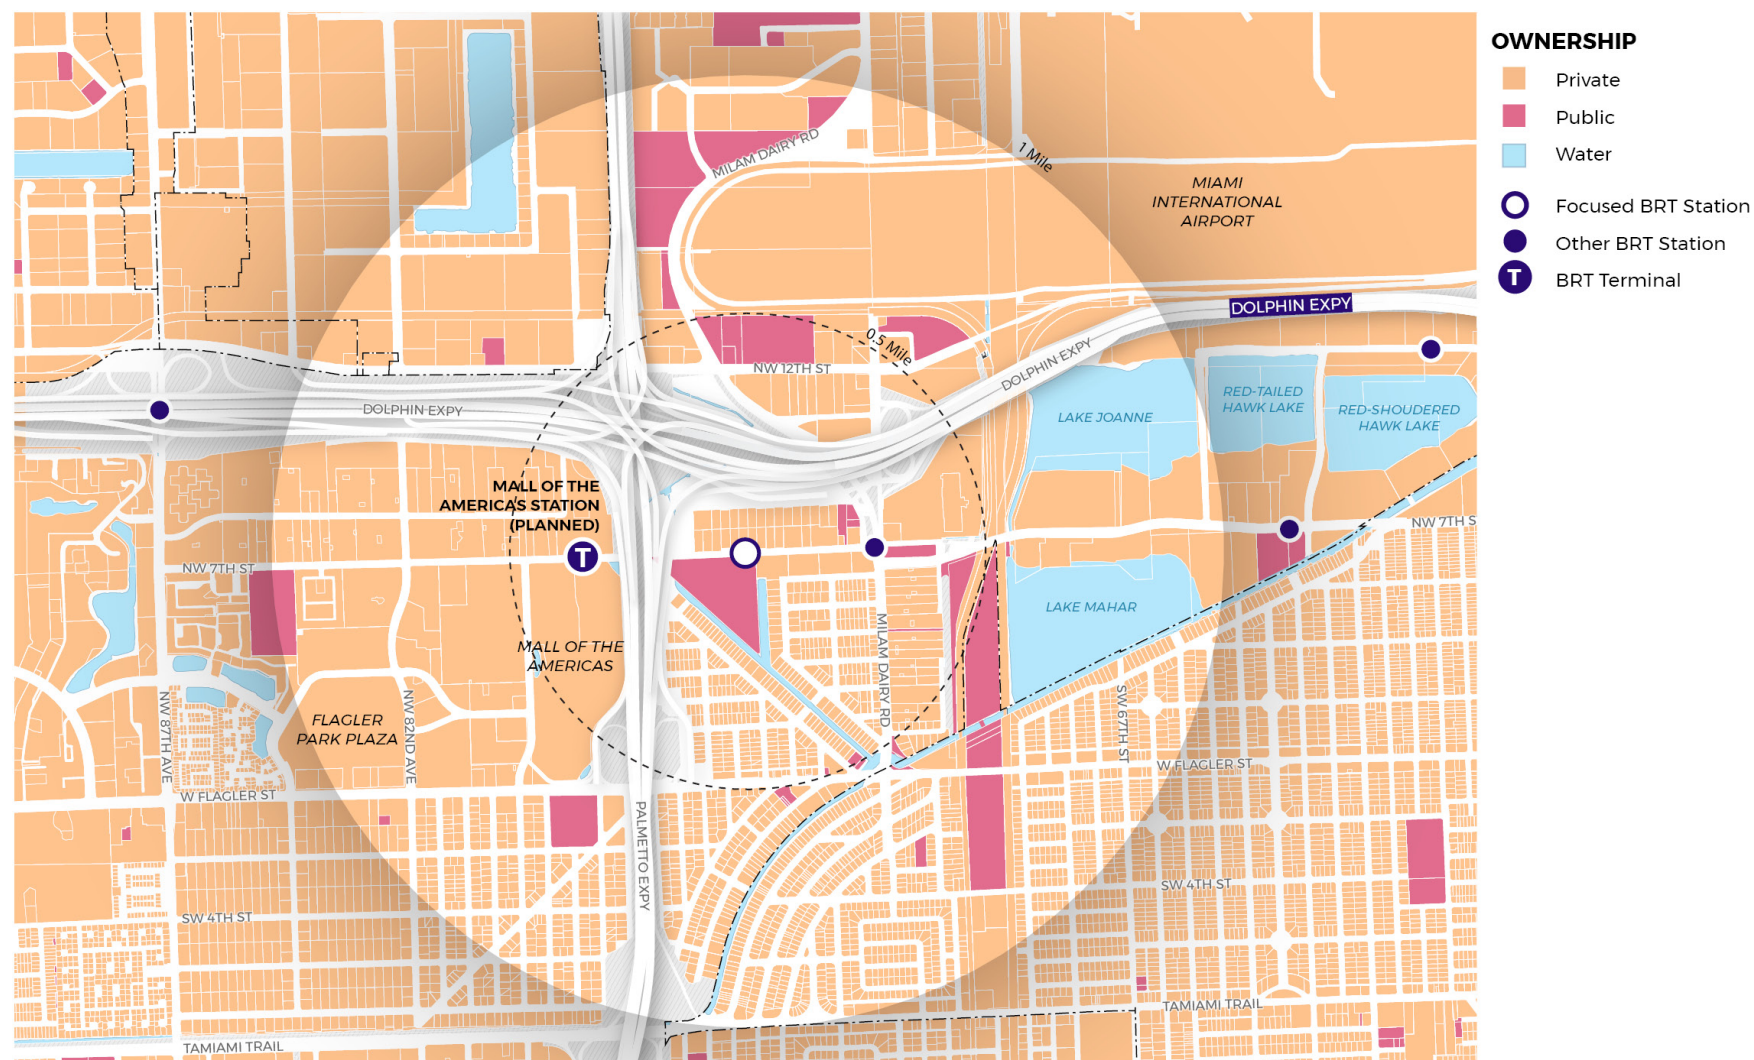 OWNERSHIP
Private
Public
Water
Focused BRT Station
Other BRT Station
T
BRT Terminal
MILAM DAIRY RD
1 Mile
MIAMI
INTERNATIONAL
AIRPORT
DOLPHIN EXPY
0.5 Mile
NW 12TH ST
DOLPHIN EXPY
DOLPHIN EXPY
LAKE JOANNE
RED-TAILED
HAWK LAKE
RED-SHOUDERED
HAWK LAKE
MALL OF THE
AMERICAS STATION
(PLANNED)
T
NW 7TH S
NW 7TH ST
LAKE MAHAR
MALL OF THE
AMERICAS
MILAM DAIRY RD
NW 87TH AVE
FLAGLER
PARK PLAZA
NW 82ND AVE
SW 67TH ST
W FLAGLER ST
W FLAGLER ST
PALMETTO EXPY
SW 4TH ST
SW 4TH ST
TAMIAMI TRAIL
TAMIAMI TRAIL